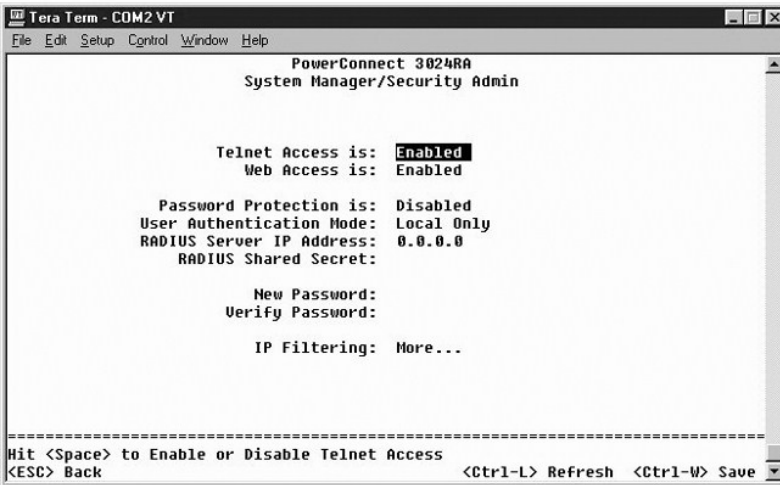 Tera Term - COM2 VT
File Edit Setup Control Window Help
PowerConnect 3024RA
System Manager/Security Admin
Telnet Access is: Enabled
Web Access is: Enabled
Password Protection is: Disabled
User Authentication Mode: Local Only
RADIUS Server IP Address: 0.0.0.0
RADIUS Shared Secret:
New Password:
Verify Password:
IP Filtering: More...
================================================================================
Hit <Space> to Enable or Disable Telnet Access
<ESC> Back <Ctrl-L> Refresh <Ctrl-W> Save